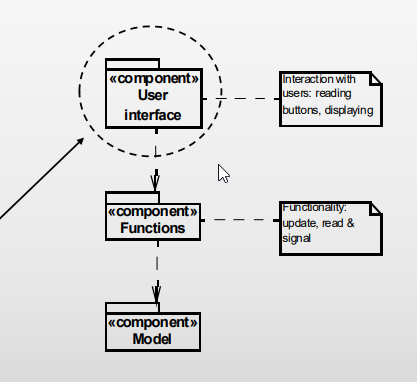 «component»
User
interface
Interaction with
users: reading
buttons, displaying
«component»
Functions
Functionality:
update, read &
signal
«component»
Model